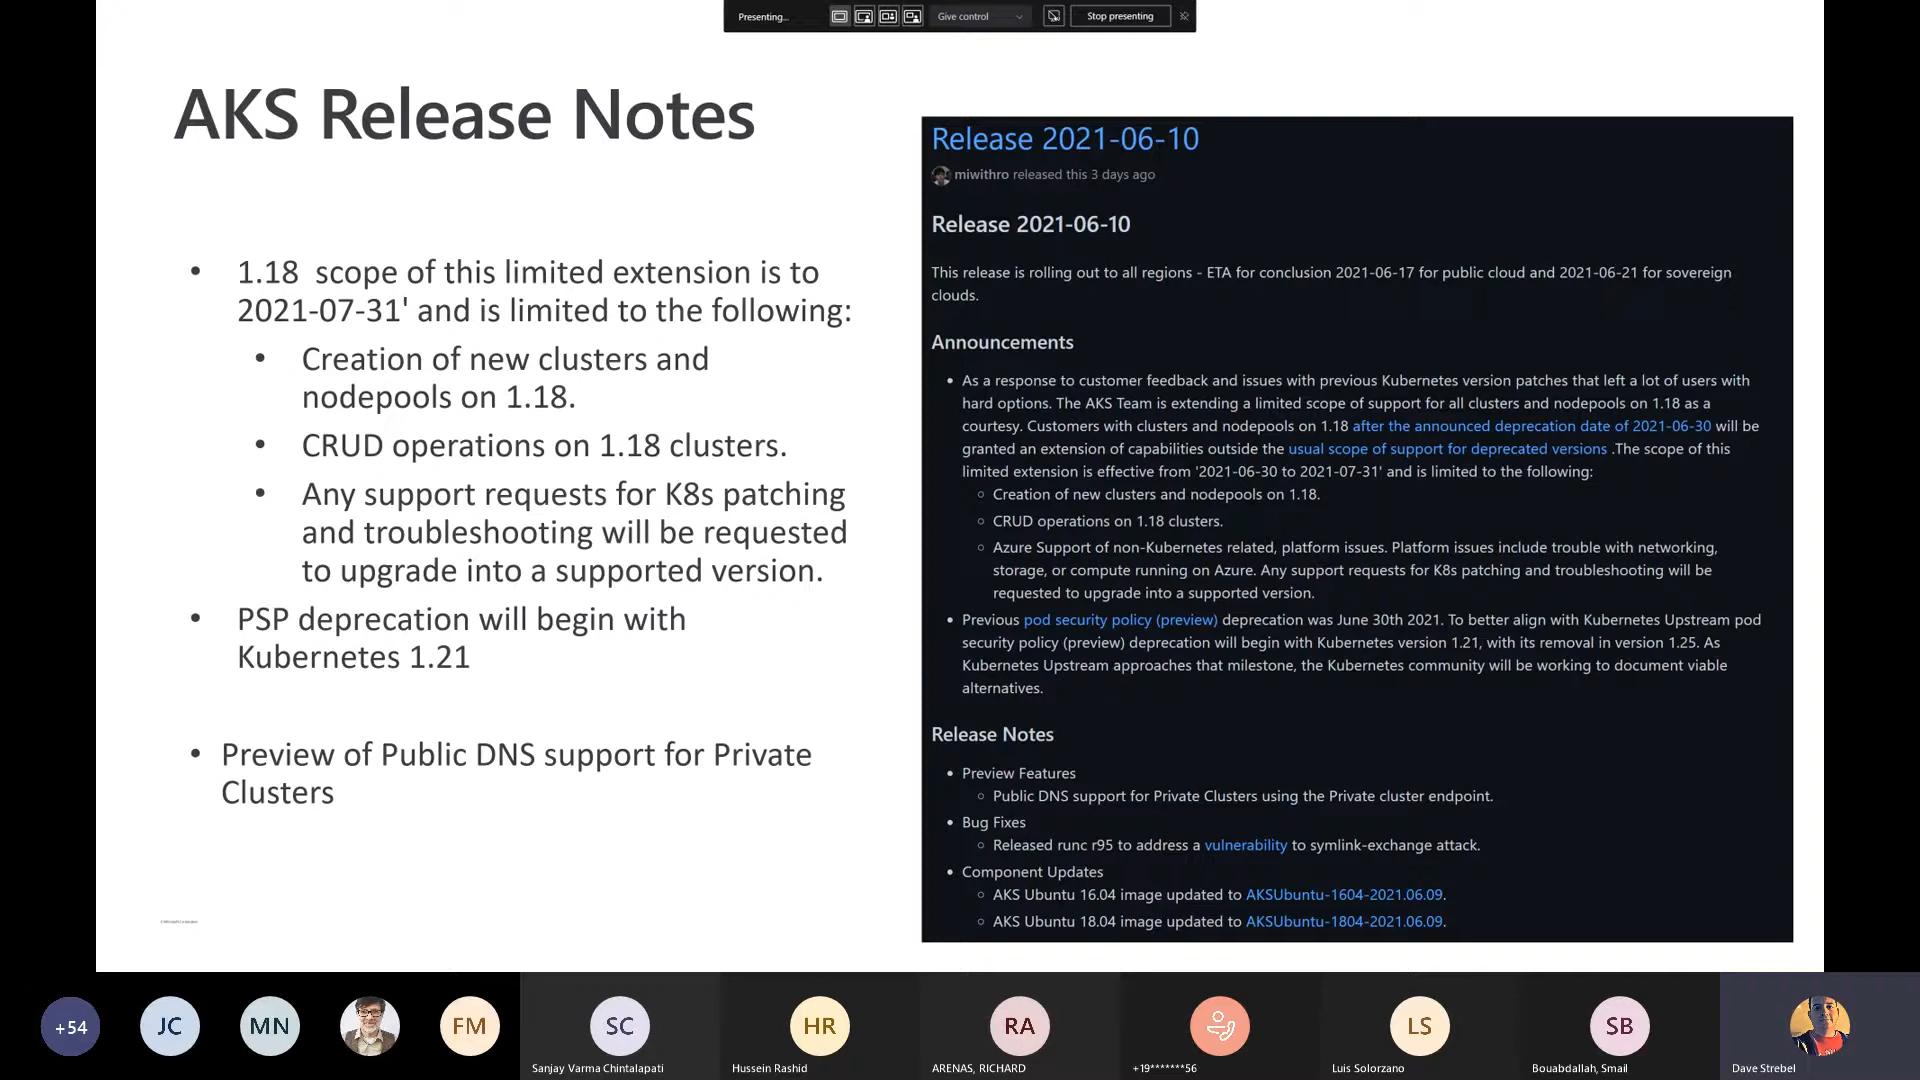 Presenting...
Give control
Stop presenting
AKS Release Notes
• 1.18  scope of this limited extension is to
2021-07-31' and is limited to the following:
• Creation of new clusters and
nodepools on 1.18.
• CRUD operations on 1.18 clusters.
• Any support requests for K8s patching
and troubleshooting will be requested
to upgrade into a supported version.
• PSP deprecation will begin with
Kubernetes 1.21
• Preview of Public DNS support for Private
Clusters
Release 2021-06-10
miwithro released this 3 days ago
Release 2021-06-10
This release is rolling out to all regions - ETA for conclusion 2021-06-17 for public cloud and 2021-06-21 for sovereign
clouds.
Announcements
• As a response to customer feedback and issues with previous Kubernetes version patches that left a lot of users with
hard options. The AKS Team is extending a limited scope of support for all clusters and nodepools on 1.18 as a
courtesy. Customers with clusters and nodepools on 1.18 after the announced deprecation date of 2021-06-30 will be
granted an extension of capabilities outside the usual scope of support for deprecated versions .The scope of this
limited extension is effective from '2021-06-30 to 2021-07-31' and is limited to the following:
○ Creation of new clusters and nodepools on 1.18.
○ CRUD operations on 1.18 clusters.
○ Azure Support of non-Kubernetes related, platform issues. Platform issues include trouble with networking,
storage, or compute running on Azure. Any support requests for K8s patching and troubleshooting will be
requested to upgrade into a supported version.
• Previous pod security policy (preview) deprecation was June 30th 2021. To better align with Kubernetes Upstream pod
security policy (preview) deprecation will begin with Kubernetes version 1.21, with its removal in version 1.25. As
Kubernetes Upstream approaches that milestone, the Kubernetes community will be working to document viable
alternatives.
Release Notes
• Preview Features
○ Public DNS support for Private Clusters using the Private cluster endpoint.
• Bug Fixes
○ Released runc r95 to address a vulnerability to symlink-exchange attack.
• Component Updates
○ AKS Ubuntu 16.04 image updated to AKSUbuntu-1604-2021.06.09.
○ AKS Ubuntu 18.04 image updated to AKSUbuntu-1804-2021.06.09.
+54
JC
MN
FM
SC
Sanjay Varma Chintalapati
HR
Hussein Rashid
RA
ARENAS, RICHARD
+19*******56
LS
Luis Solorzano
SB
Bouabdallah, Smail
Dave Strebel